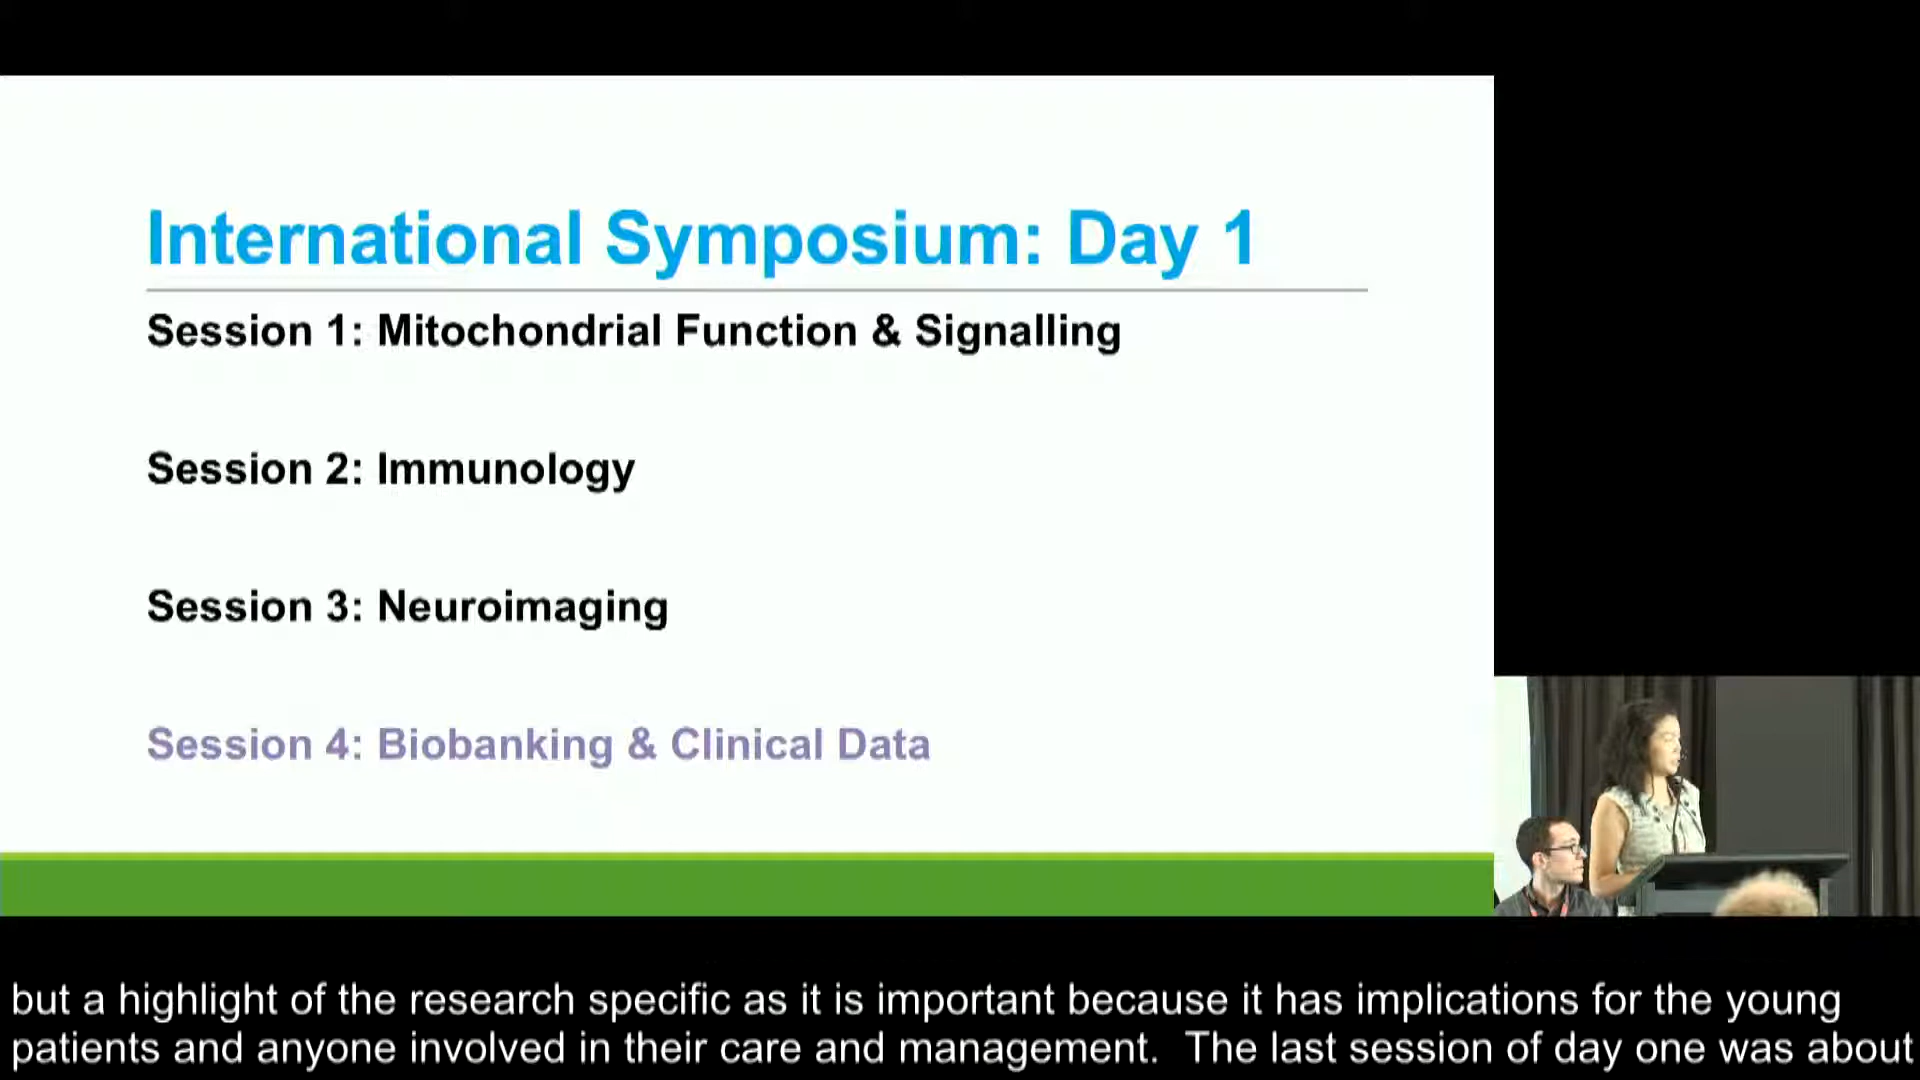 International Symposium: Day 1
Session 1: Mitochondrial Function & Signalling
Session 2: Immunology
Session 3: Neuroimaging
Session 4: Biobanking & Clinical Data
but a highlight of the research specific as it is important because it has implications for the young
patients and anyone involved in their care and management.  The last session of day one was about